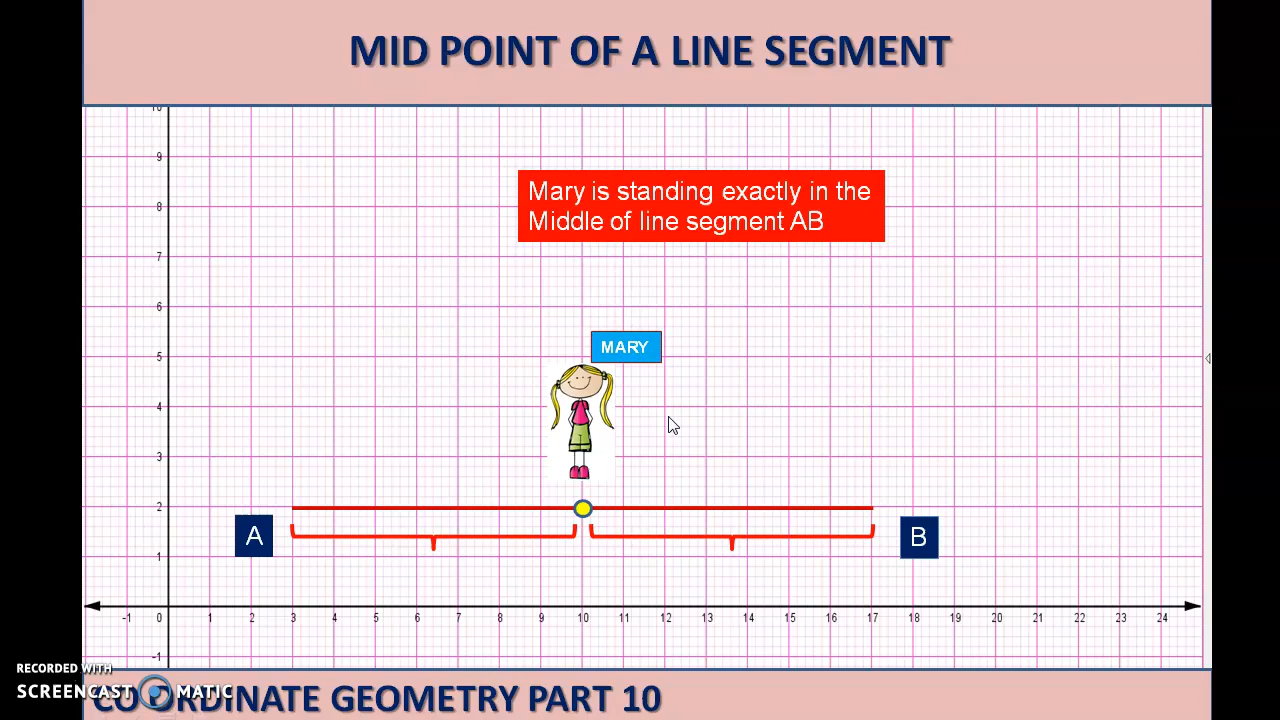 MID POINT OF A LINE SEGMENT
10
9
Mary is standing exactly in the
8
Middle of line segment AB
7
6
5
MARY
4
3
2
A
B
1
-1 0 1 2 3 4 5 6 7 8 9 10 11 12 13 14 15 16 17 18 19 20 21 22 23 24
-1
RECORDED WITH
SCREENCAST MATIC
COORDINATE GEOMETRY PART 10